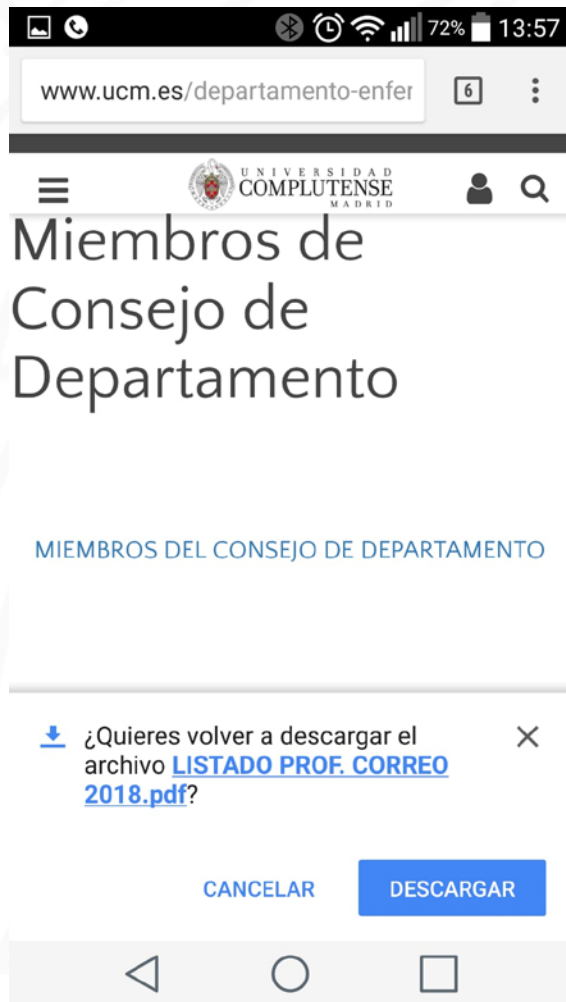 72% 13:57
www.ucm.es/departamento-enfer 6
UNIVERSIDAD
COMPLUTENSE
MADRID
Miembros de
Consejo de
Departamento
MIEMBROS DEL CONSEJO DE DEPARTAMENTO
¿Quieres volver a descargar el
archivo LISTADO PROF. CORREO
2018.pdf?
CANCELAR DESCARGAR